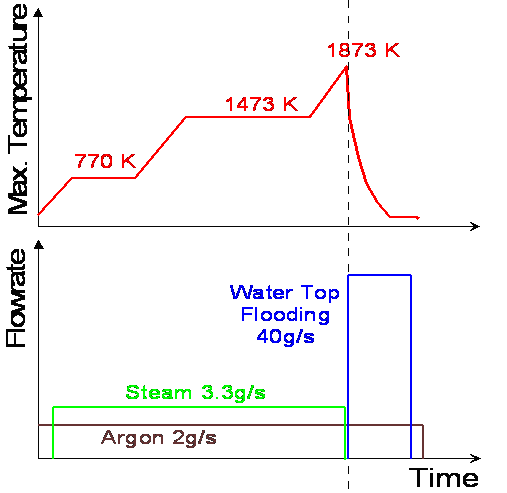 Max. Temperature
1873 K
1473 K
770 K
Flowrate
Water Top
Flooding
40g/s
Steam 3.3g/s
Argon 2g/s
Time